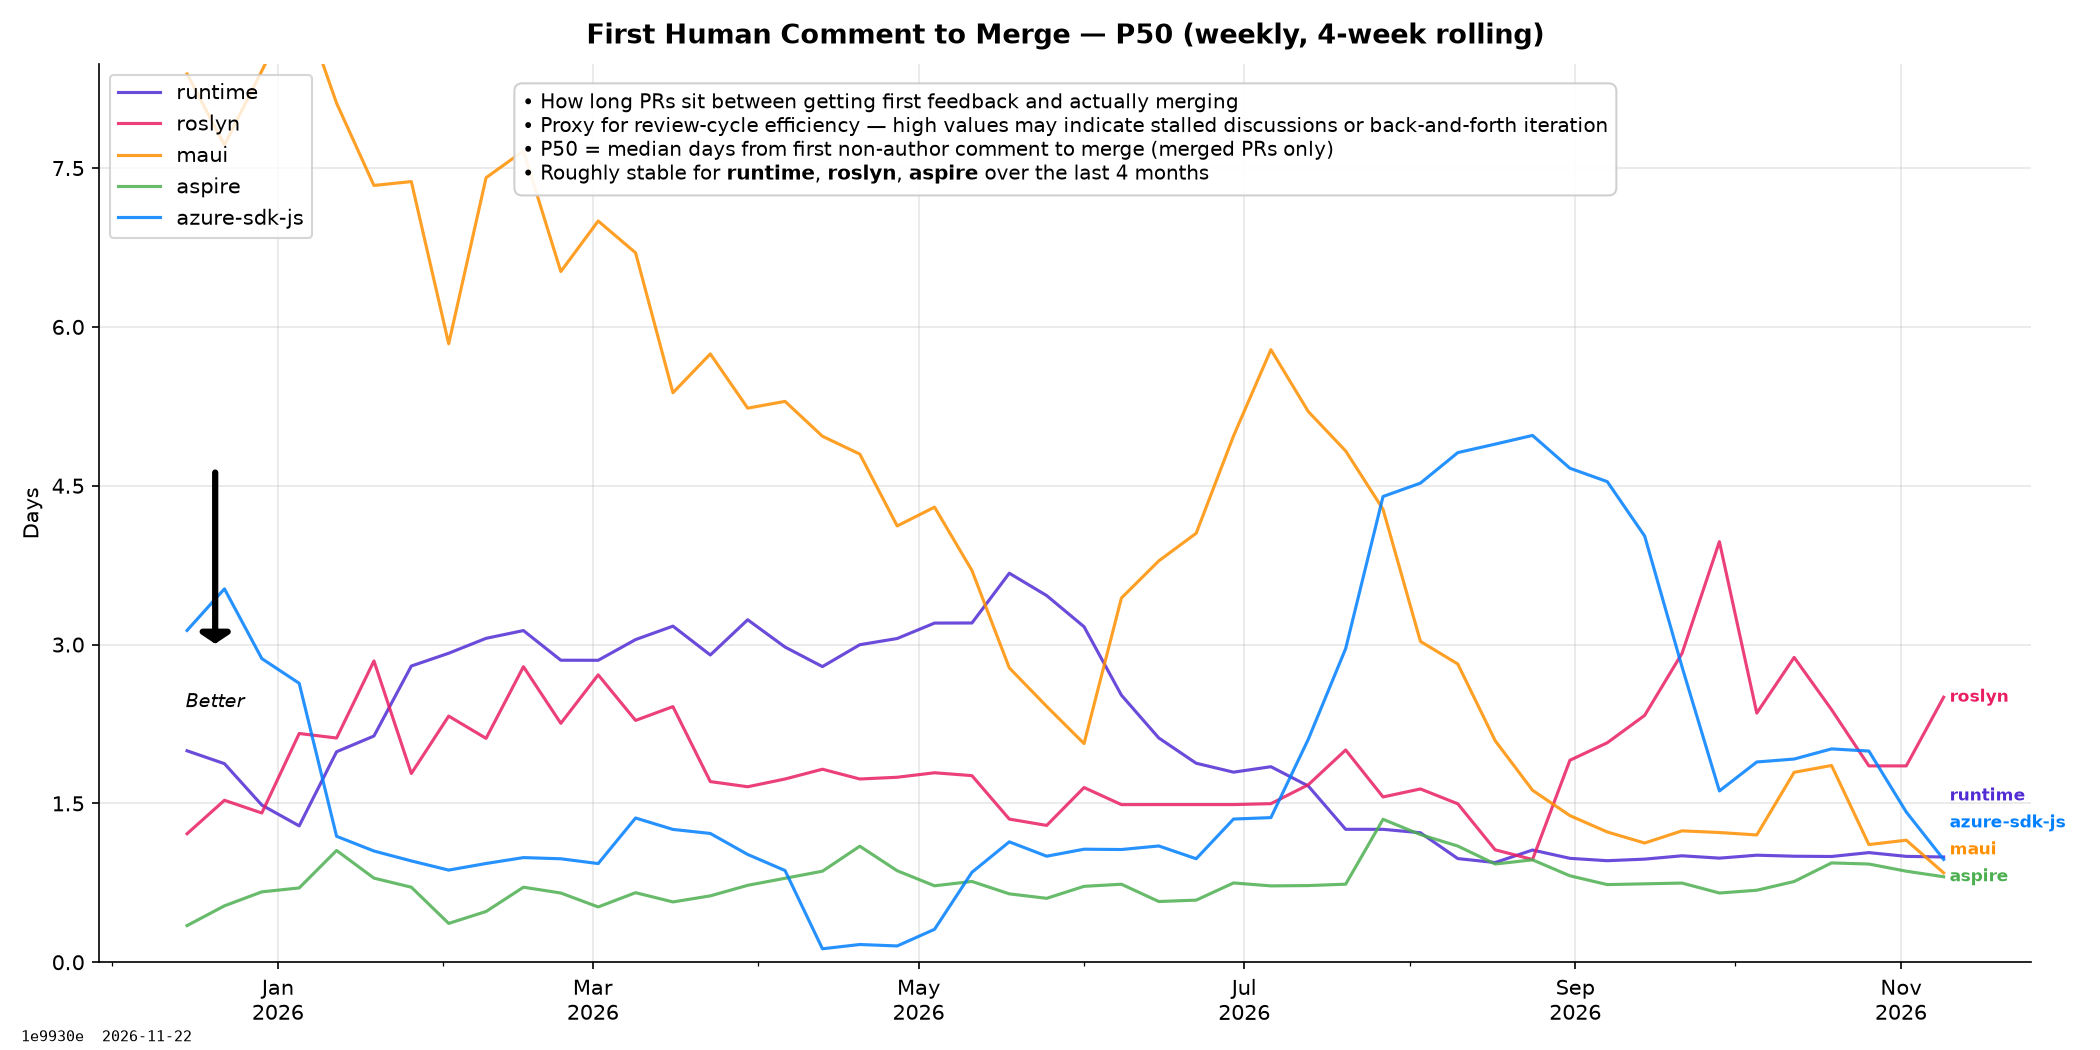 First Human Comment to Merge — P50 (weekly, 4-week rolling)
runtime
roslyn
maui
aspire
azure-sdk-js
• How long PRs sit between getting first feedback and actually merging
• Proxy for review-cycle efficiency — high values may indicate stalled discussions or back-and-forth iteration
• P50 = median days from first non-author comment to merge (merged PRs only)
• Roughly stable for runtime, roslyn, aspire over the last 4 months
7.5
6.0
4.5
3.0
1.5
0.0
Days
Better
roslyn
runtime
azure-sdk-js
maui
aspire
Jan
2026
Mar
2026
May
2026
Jul
2026
Sep
2026
Nov
2026
1e9930e  2026-11-22